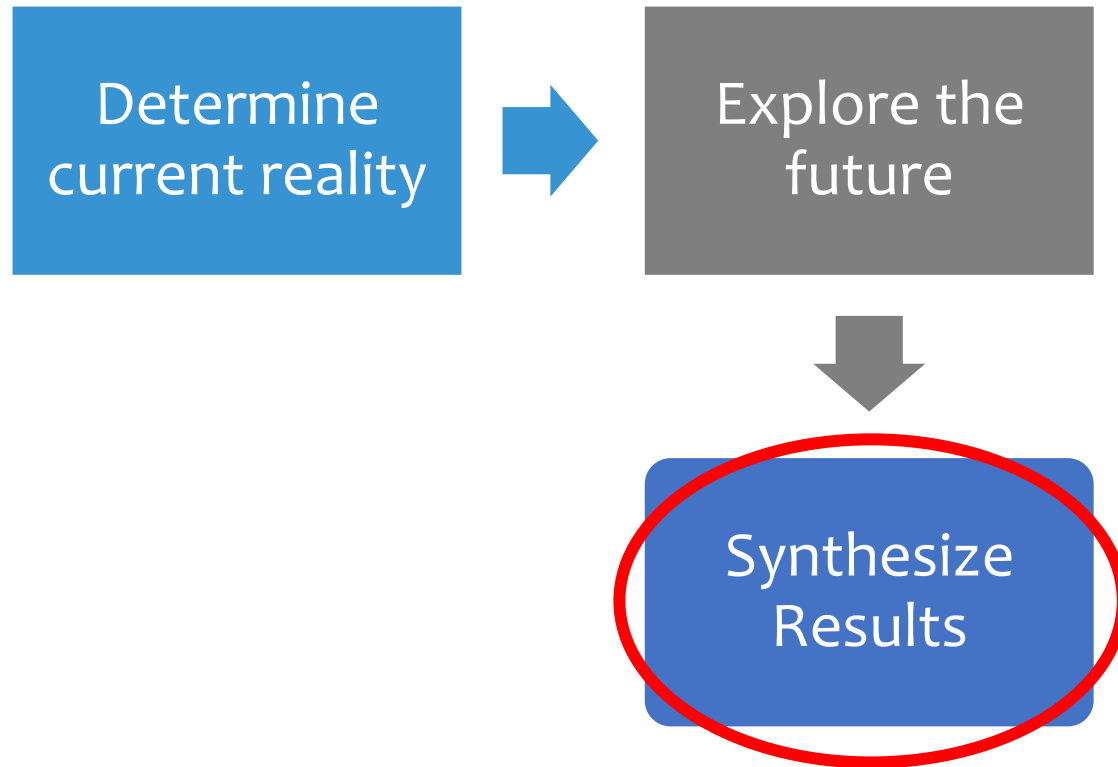 Determine
current reality
Explore the
future
Synthesize
Results